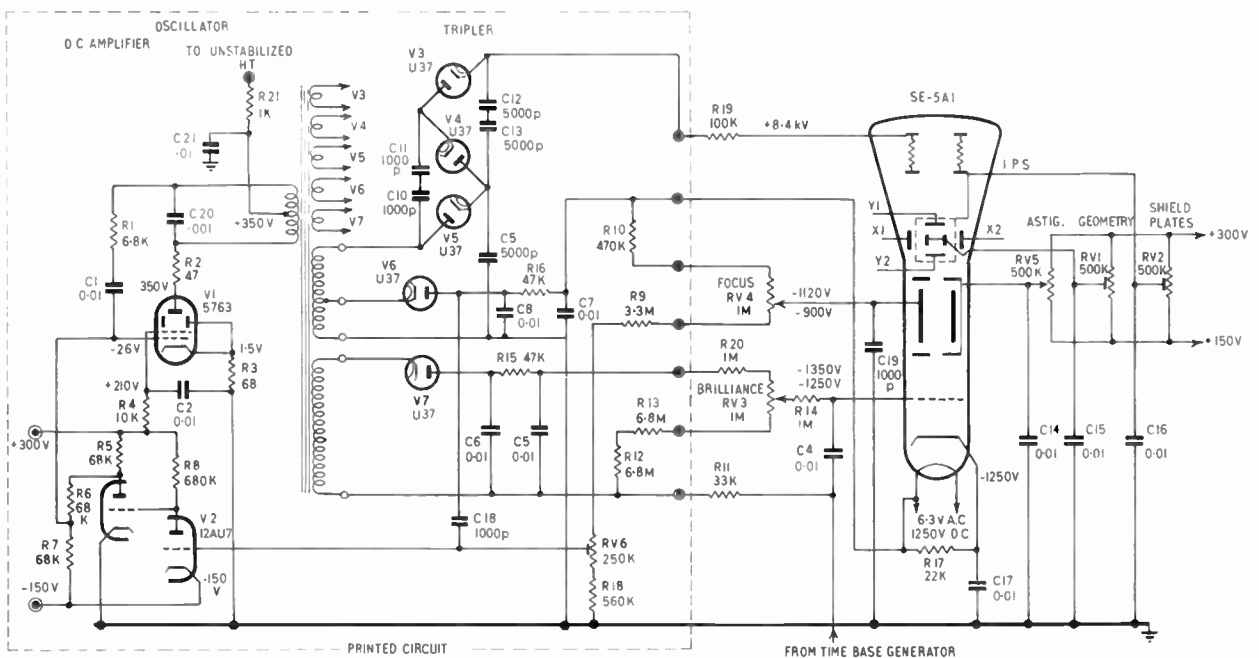 OSCILLATOR
D C AMPLIFIER
TO UNSTABILIZED
HT
TRIPLER
R21
1K
C21
·01
+350V
C20
·001
R1
6·8K
C1
0·01
R2
47
350V
V1
5763
-26V
1·5V
R3
68
+210V
R4
10K
C2
0·01
+300V
R5
68K
R8
680K
R6
68
K
R7
68K
V2
12AU7
-150V
-150
V
V3
V4
V5
V6
V7
V3
U37
V4
U37
V5
U37
V6
U37
V7
U37
C12
5000p
C13
5000p
C11
1000
p
C10
1000p
C5
5000p
R16
47K
C8
0·01
C7
0·01
R15 47K
C6
0·01
C5
0·01
C18
1000p
R13
6·8M
R12
6·8M
RV6
250K
R18
560K
PRINTED CIRCUIT
R19
100K
+8·4kV
R10
470K
R9
3·3M
FOCUS
RV4
1M
-1120V
-900V
R20
1M
BRILLIANCE
RV3
1M
-1350V
-1250V
R14
1M
R11
33K
C4
0·01
C19
1000
p
FROM TIME BASE GENERATOR
SE-5A1
I P S
Y1
X1
X2
Y2
-1250V
6·3V A.C
1250V D C
R17
22K
C17
0·01
ASTIG.
GEOMETRY
SHIELD
PLATES
RV5
500K
RV1
500K
RV2
500K
+300V
+150V
C14
0·01
C15
0·01
C16
0·01